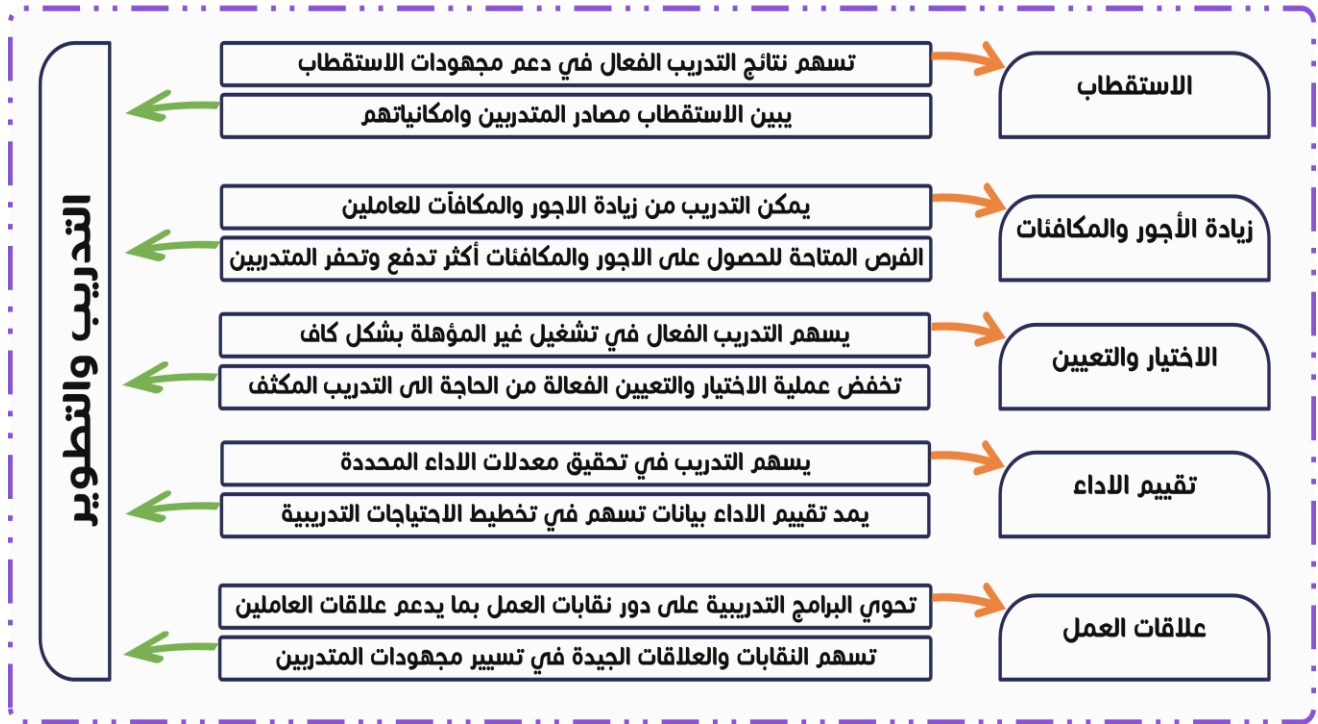 الاستقطاب
تسهم نتائج التدريب الفعال في دعم مجهودات الاستقطاب
يبين الاستقطاب مصادر المتدربين وامكانياتهم
زيادة الأجور والمكافئات
يمكن التدريب من زيادة الاجور والمكافآت للعاملين
الفرص المتاحة للحصول على الاجور والمكافئات أكثر تدفع وتحفر المتدربين
الاختيار والتعيين
يسهم التدريب الفعال في تشغيل غير المؤهلة بشكل كاف
تخفض عملية الاختيار والتعيين الفعالة من الحاجة الى التدريب المكثف
تقييم الاداء
يسهم التدريب في تحقيق معدلات الاداء المحددة
يمد تقييم الاداء بيانات تسهم في تخطيط الاحتياجات التدريبية
علاقات العمل
تحوي البرامج التدريبية على دور نقابات العمل بما يدعم علاقات العاملين
تسهم النقابات والعلاقات الجيدة في تسيير مجهودات المتدربين
التدريب والتطوير